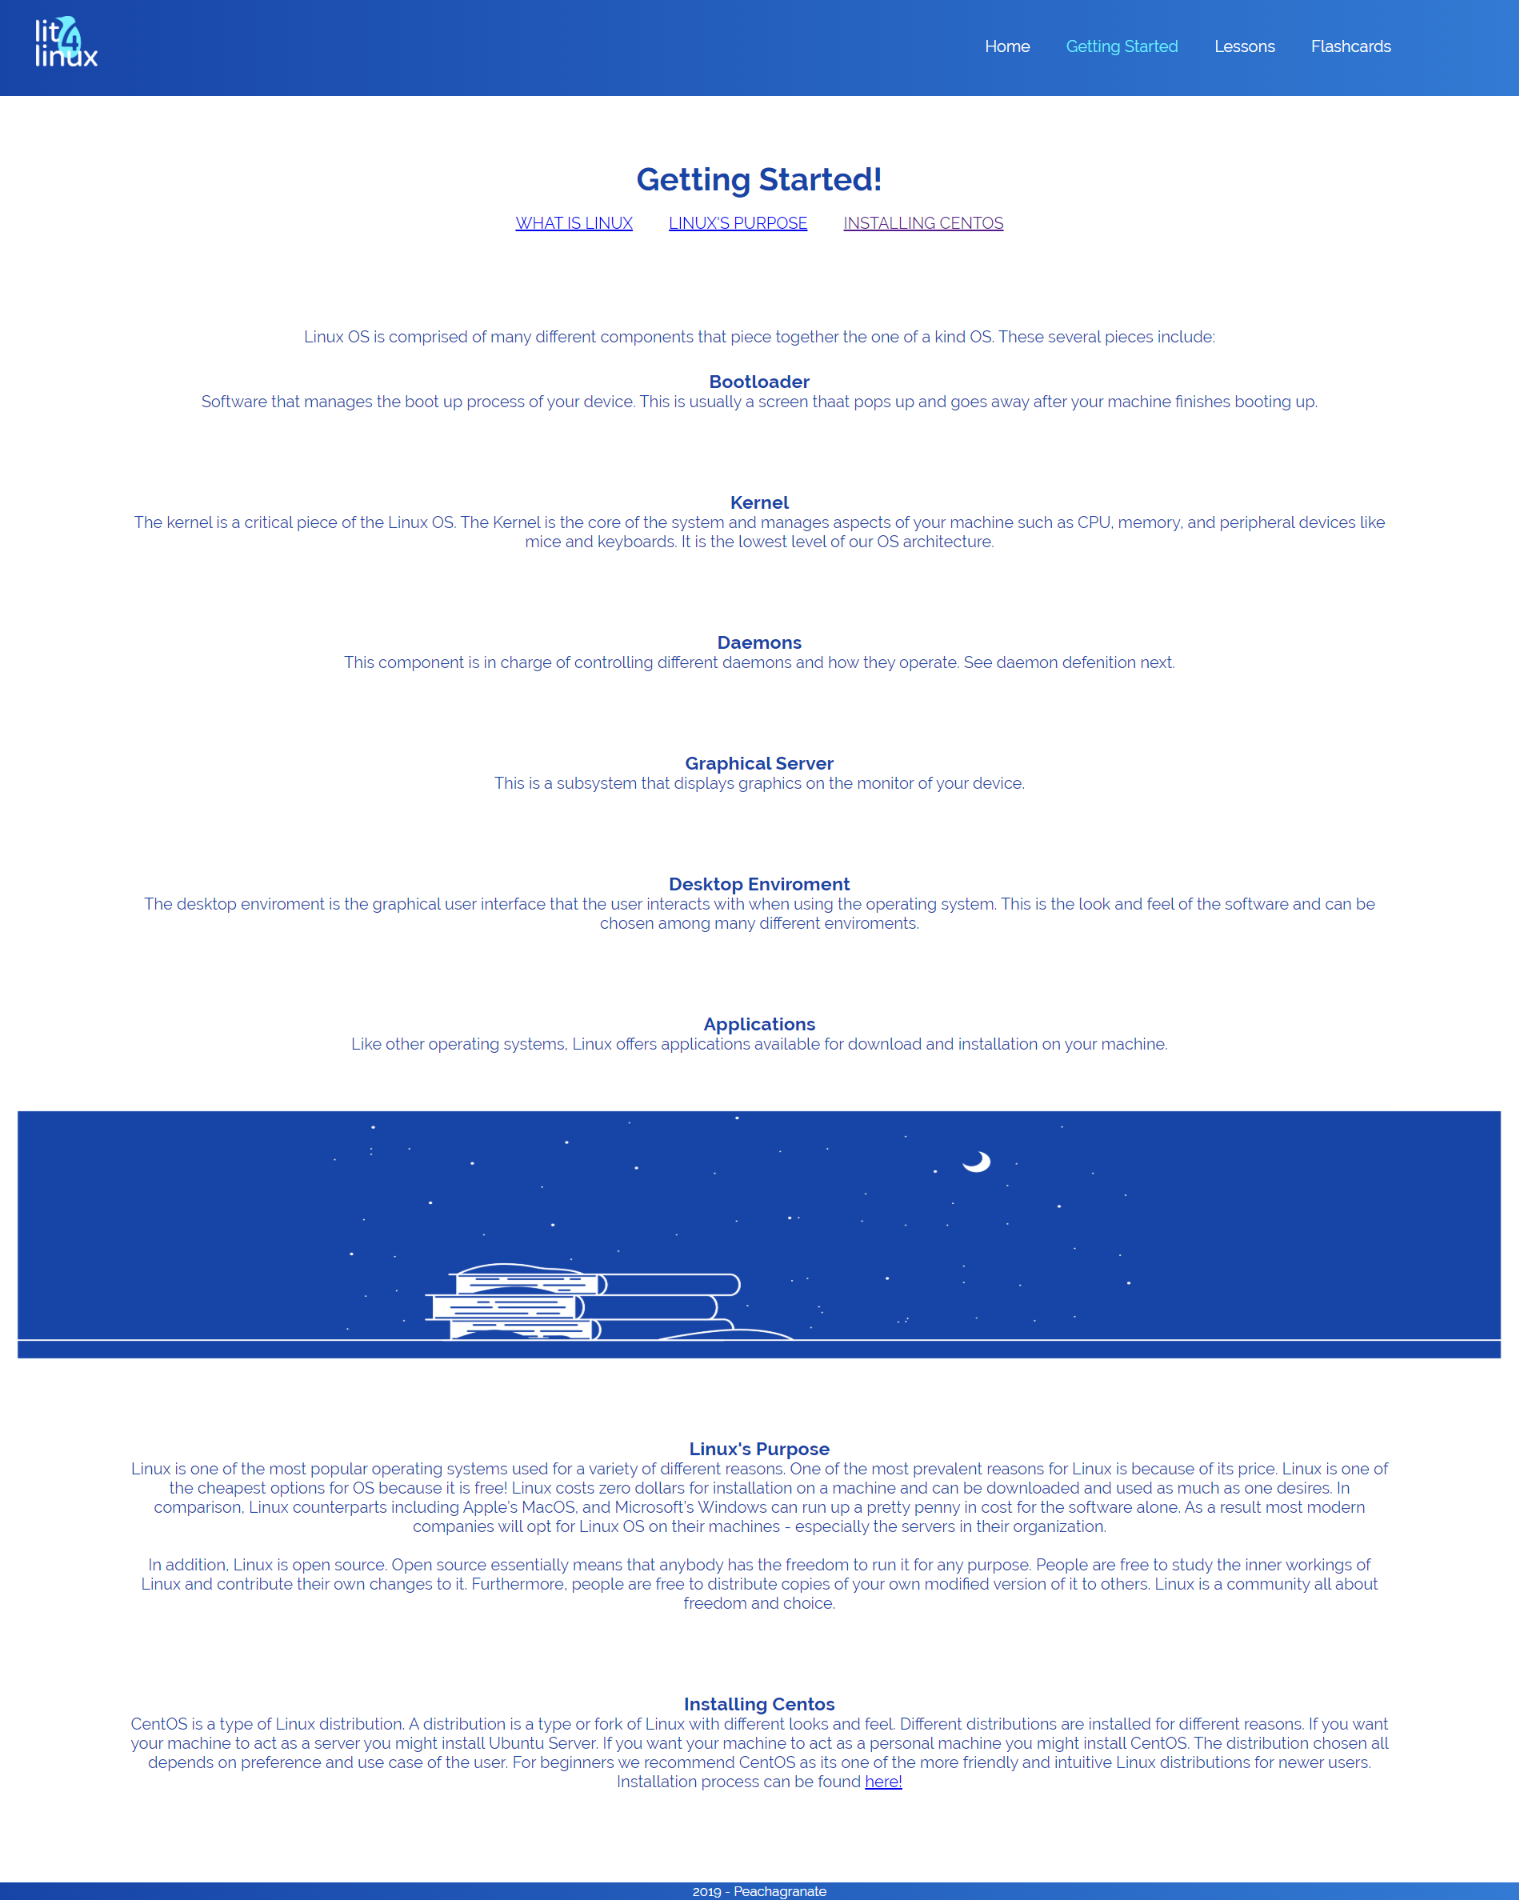 lit 4
linux
Home Getting Started Lessons Flashcards
Getting Started!
WHAT IS LINUX LINUX'S PURPOSE INSTALLING CENTOS
Linux OS is comprised of many different components that piece together the one of a kind OS. These several pieces include:
Bootloader
Software that manages the boot up process of your device. This is usually a screen thaat pops up and goes away after your machine finishes booting up.
Kernel
The kernel is a critical piece of the Linux OS. The Kernel is the core of the system and manages aspects of your machine such as CPU, memory, and peripheral devices like
mice and keyboards. It is the lowest level of our OS architecture.
Daemons
This component is in charge of controlling different daemons and how they operate. See daemon defenition next.
Graphical Server
This is a subsystem that displays graphics on the monitor of your device.
Desktop Enviroment
The desktop enviroment is the graphical user interface that the user interacts with when using the operating system. This is the look and feel of the software and can be
chosen among many different enviroments.
Applications
Like other operating systems, Linux offers applications available for download and installation on your machine.
Linux's Purpose
Linux is one of the most popular operating systems used for a variety of different reasons. One of the most prevalent reasons for Linux is because of its price. Linux is one of
the cheapest options for OS because it is free! Linux costs zero dollars for installation on a machine and can be downloaded and used as much as one desires. In
comparison, Linux counterparts including Apple's MacOS, and Microsoft's Windows can run up a pretty penny in cost for the software alone. As a result most modern
companies will opt for Linux OS on their machines - especially the servers in their organization.
In addition, Linux is open source. Open source essentially means that anybody has the freedom to run it for any purpose. People are free to study the inner workings of
Linux and contribute their own changes to it. Furthermore, people are free to distribute copies of your own modified version of it to others. Linux is a community all about
freedom and choice.
Installing Centos
CentOS is a type of Linux distribution. A distribution is a type or fork of Linux with different looks and feel. Different distributions are installed for different reasons. If you want
your machine to act as a server you might install Ubuntu Server. If you want your machine to act as a personal machine you might install CentOS. The distribution chosen all
depends on preference and use case of the user. For beginners we recommend CentOS as its one of the more friendly and intuitive Linux distributions for newer users.
Installation process can be found here!
2019 - Peachagranate